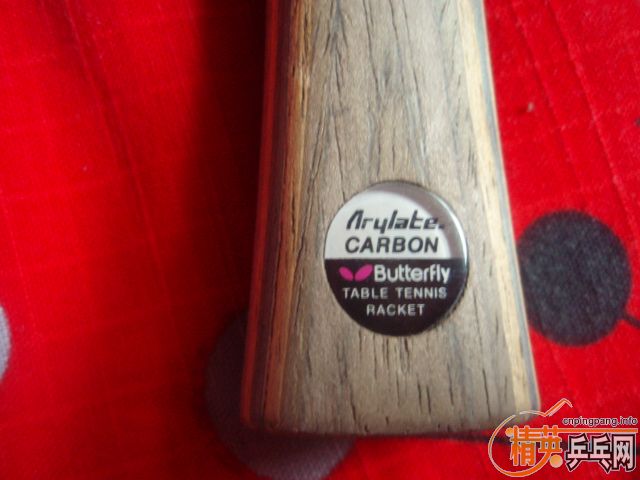 Arylate.
CARBON
Butterfly
TABLE TENNIS
RACKET
cnpingpang.info
精英乒乓网